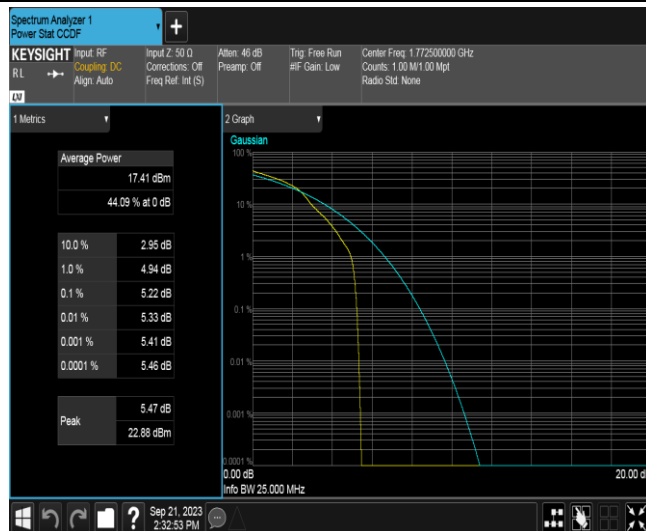 Spectrum Analyzer 1
Power Stat CCDF
+
KEYSIGHT
RL
Input: RF
Coupling: DC
Align: Auto
Input Z: 50 Ω
Corrections: Off
Freq Ref: Int (S)
Atten: 46 dB
Preamp: Off
Trig: Free Run
#IF Gain: Low
Center Freq: 1.772500000 GHz
Counts: 1.00 M/1.00 Mpt
Radio Std: None
1 Metrics
Average Power
17.41 dBm
44.09 % at 0 dB
10.0 % 2.95 dB
1.0 % 4.94 dB
0.1 % 5.22 dB
0.01 % 5.33 dB
0.001 % 5.41 dB
0.0001 % 5.46 dB
Peak
5.47 dB
22.88 dBm
2 Graph
Gaussian
100 %
10 %
1 %
0.1 %
0.01 %
0.001 %
0.0001 %
0.00 dB
20.00 d
Info BW 25.000 MHz
?
Sep 21, 2023
2:32:53 PM